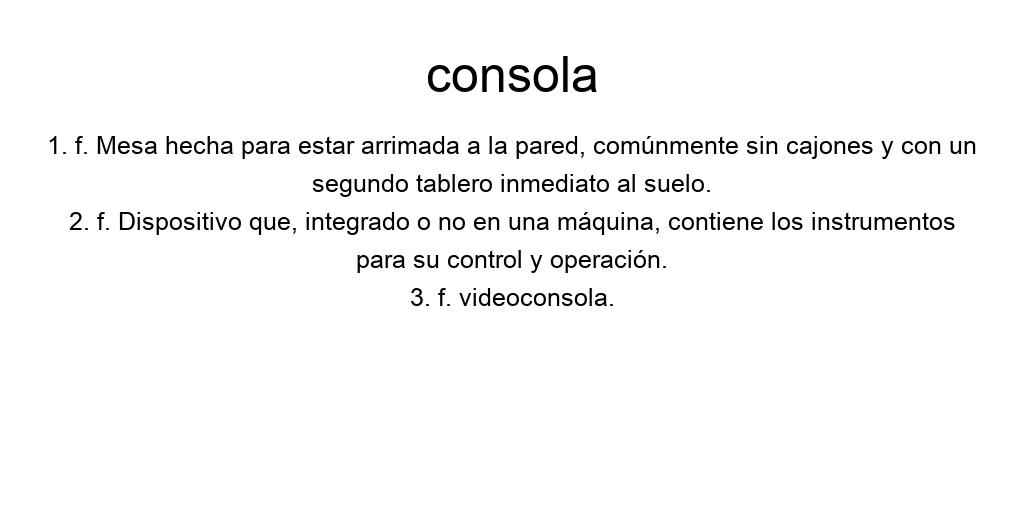 consola
1. f. Mesa hecha para estar arrimada a la pared, comúnmente sin cajones y con un
segundo tablero inmediato al suelo.
2. f. Dispositivo que, integrado o no en una máquina, contiene los instrumentos
para su control y operación.
3. f. videoconsola.